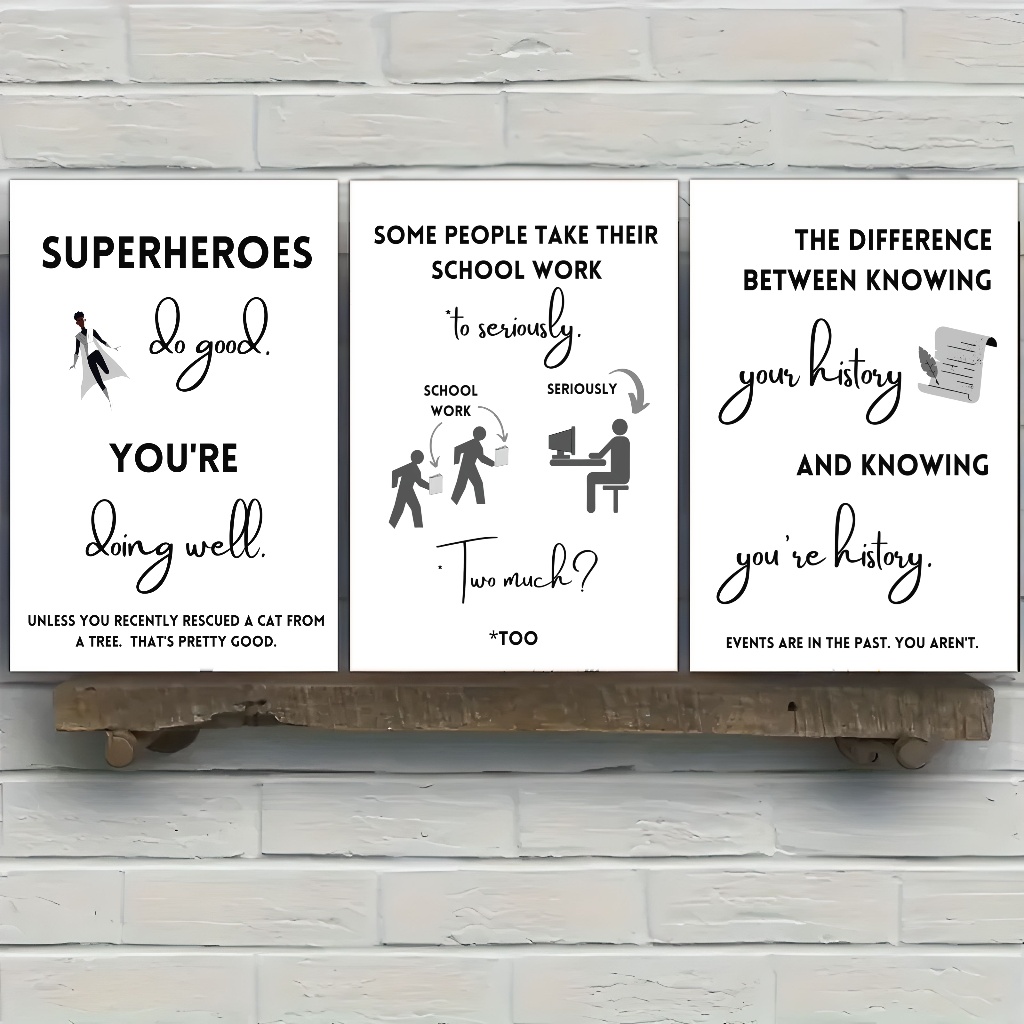 SUPERHEROES
do good.
YOU'RE
doing well.
UNLESS YOU RECENTLY RESCUED A CAT FROM
A TREE. THAT'S PRETTY GOOD.
SOME PEOPLE TAKE THEIR
SCHOOL WORK
*to seriously.
SCHOOL
WORK
SERIOUSLY
*Two much?
*TOO
THE DIFFERENCE
BETWEEN KNOWING
your history
AND KNOWING
you're history.
EVENTS ARE IN THE PAST. YOU AREN'T.